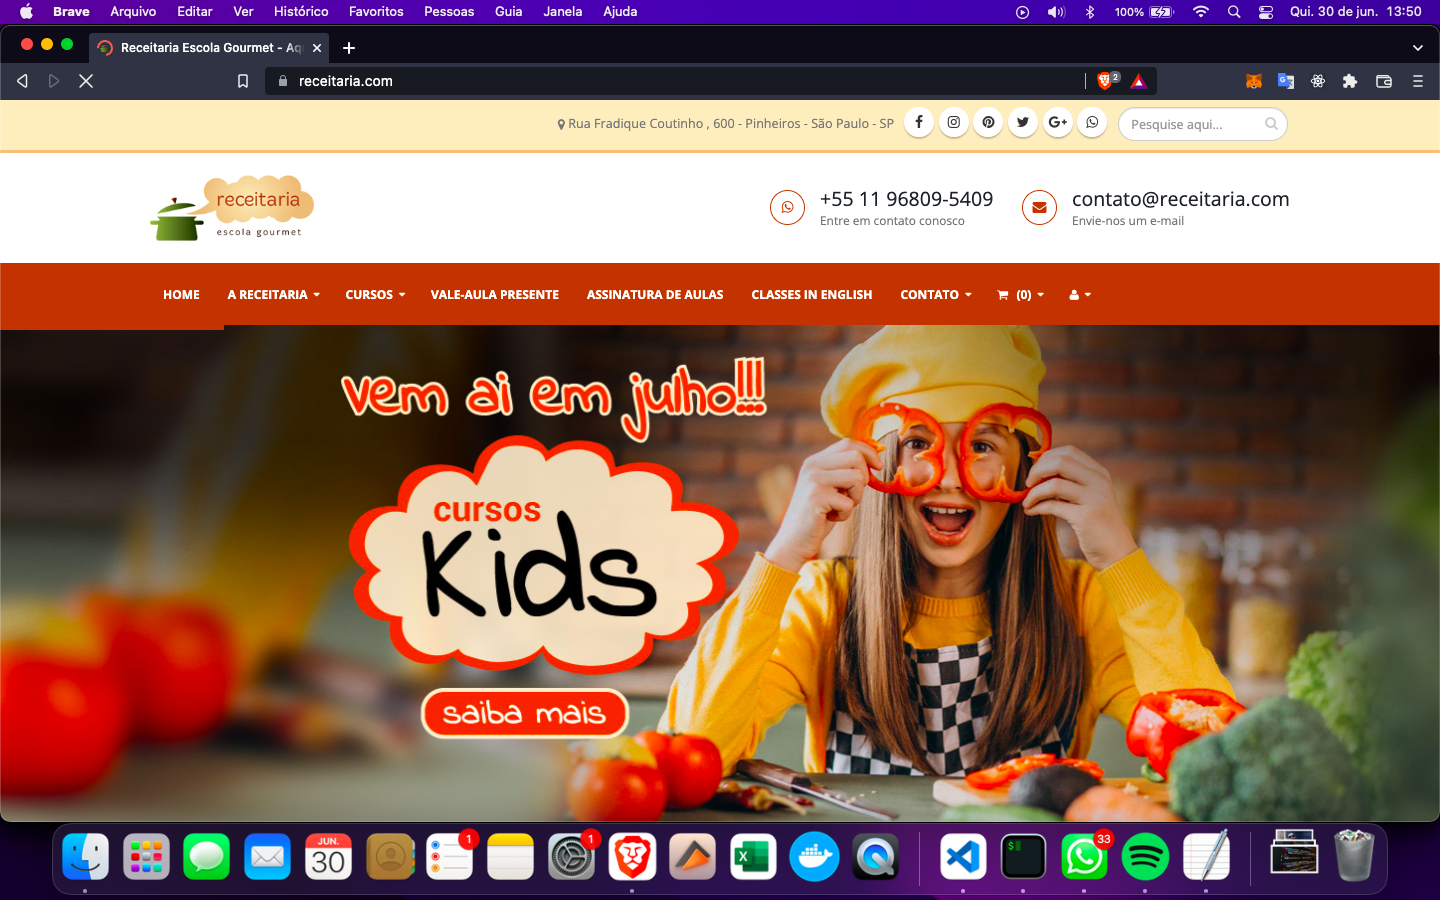 Brave Arquivo Editar Ver Histórico Favoritos Pessoas Guia Janela Ajuda 100% Qui. 30 de jun. 13:50
Receitaria Escola Gourmet - Aq
receitaria.com 2
Rua Fradique Coutinho , 600 - Pinheiros - São Paulo - SP Pesquise aqui...
receitaria
escola gourmet
+55 11 96809-5409
Entre em contato conosco
contato@receitaria.com
Envie-nos um e-mail
HOME A RECEITARIA CURSOS VALE-AULA PRESENTE ASSINATURA DE AULAS CLASSES IN ENGLISH CONTATO (0)
vem ai em julho!!!
cursos
Kids
saiba mais
JUN.
30
1
1
33